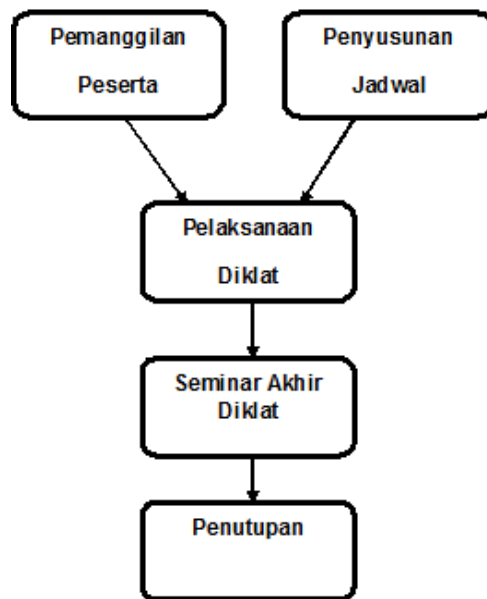 Pemanggilan
Peserta
Penyusunan
Jadwal
Pelaksanaan
Diklat
Seminar Akhir
Diklat
Penutupan